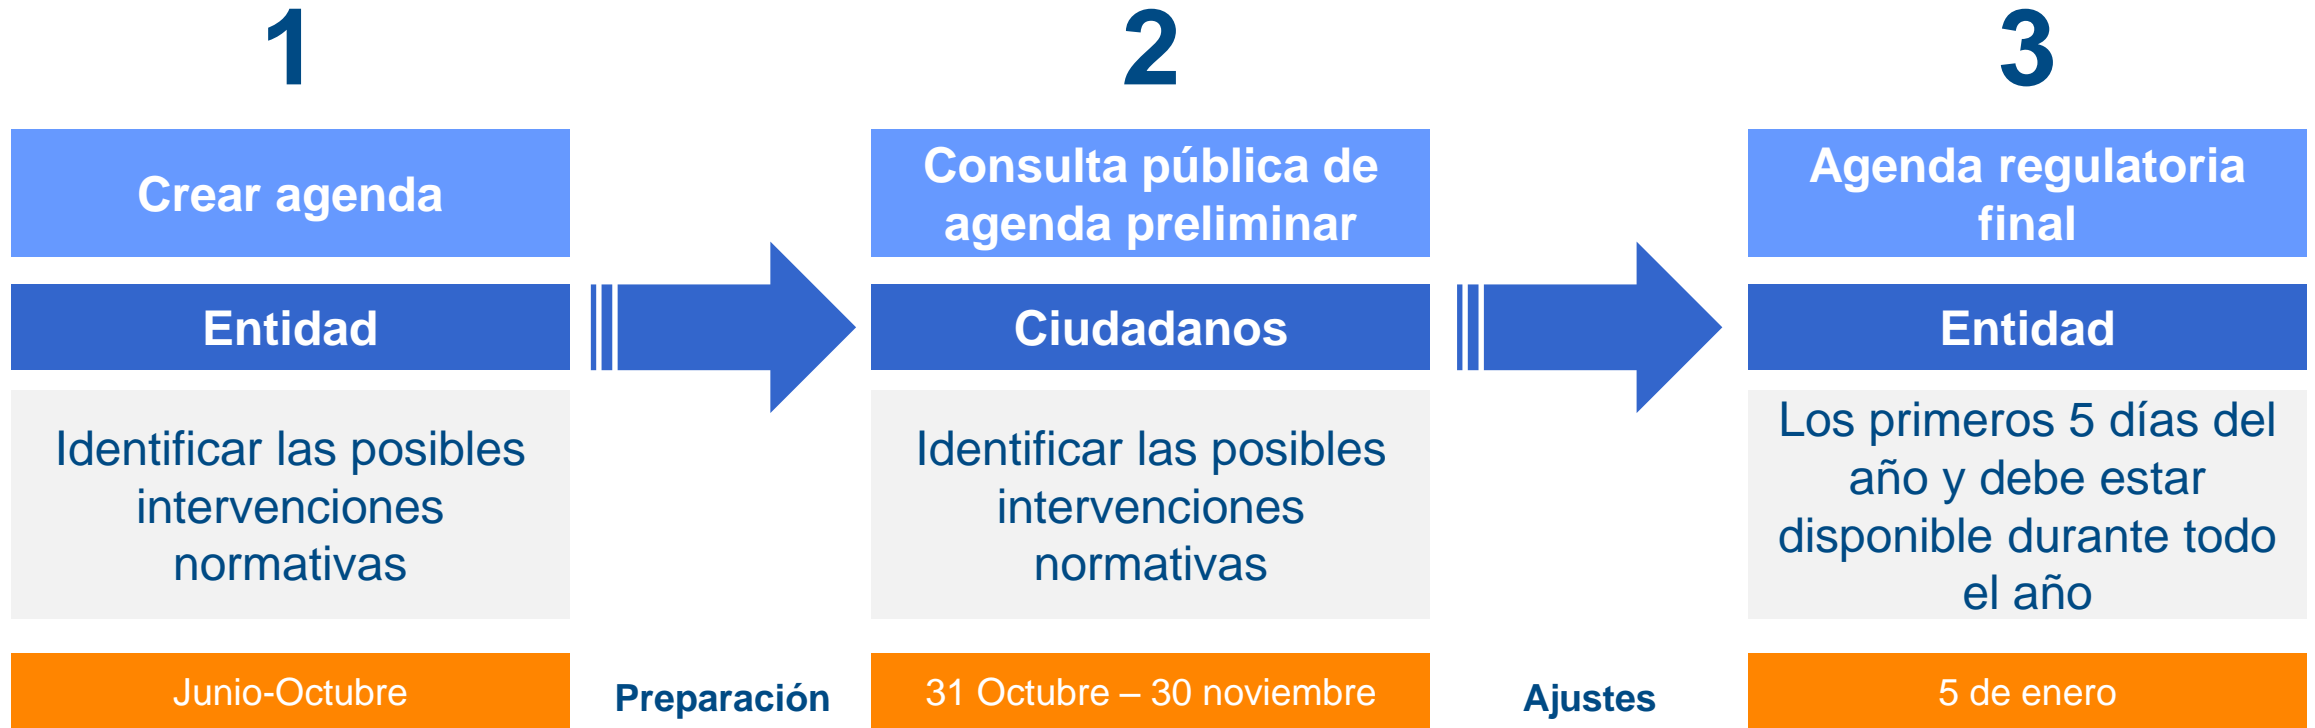 1
Crear agenda
Entidad
Identificar las posibles
intervenciones
normativas
Junio-Octubre
Preparación
2
Consulta pública de
agenda preliminar
Ciudadanos
Identificar las posibles
intervenciones
normativas
31 Octubre – 30 noviembre
Ajustes
3
Agenda regulatoria
final
Entidad
Los primeros 5 días del
año y debe estar
disponible durante todo
el año
5 de enero